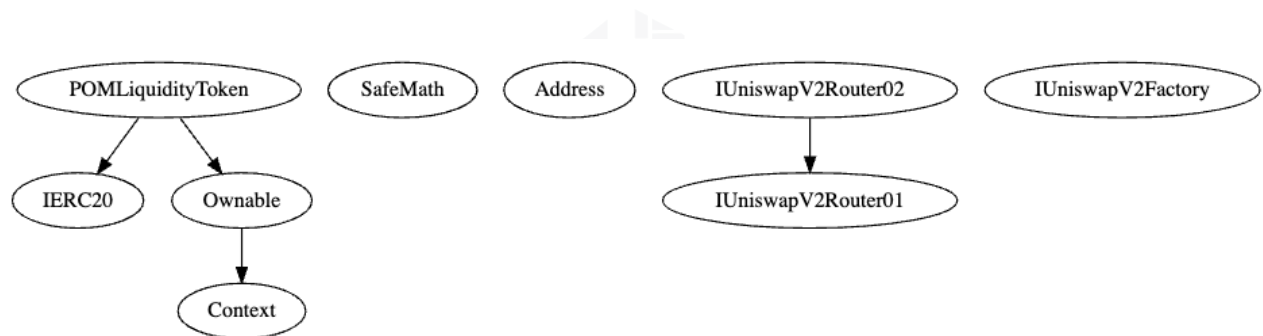 POMLiquidityToken
SafeMath
Address
IUniswapV2Router02
IUniswapV2Factory
IERC20
Ownable
IUniswapV2Router01
Context